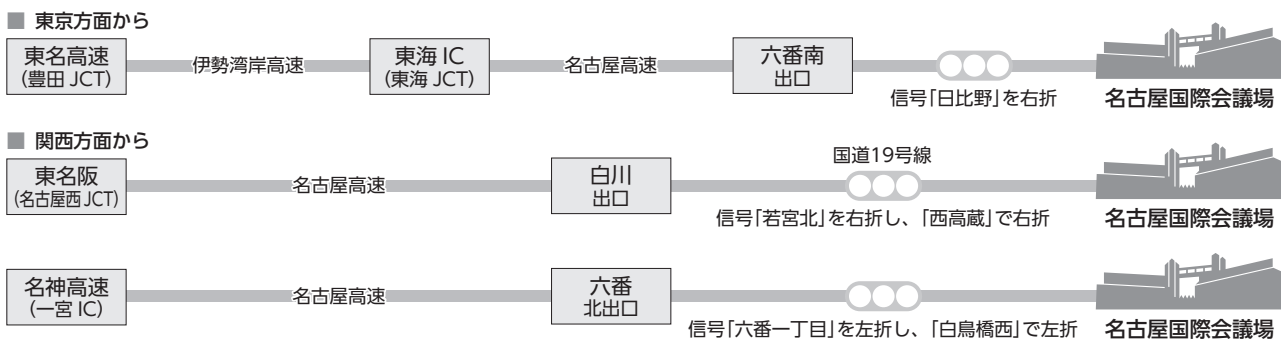 ■ 東京方面から
東名高速
(豊田 JCT)
伊勢湾岸高速
東海 IC
(東海 JCT)
名古屋高速
六番南
出口
信号「日比野」を右折
名古屋国際会議場
■ 関西方面から
東名阪
(名古屋西 JCT)
名古屋高速
白川
出口
国道19号線
信号「若宮北」を右折し、「西高蔵」で右折
名古屋国際会議場
名神高速
(一宮 IC)
名古屋高速
六番
北出口
信号「六番一丁目」を左折し、「白鳥橋西」で左折
名古屋国際会議場